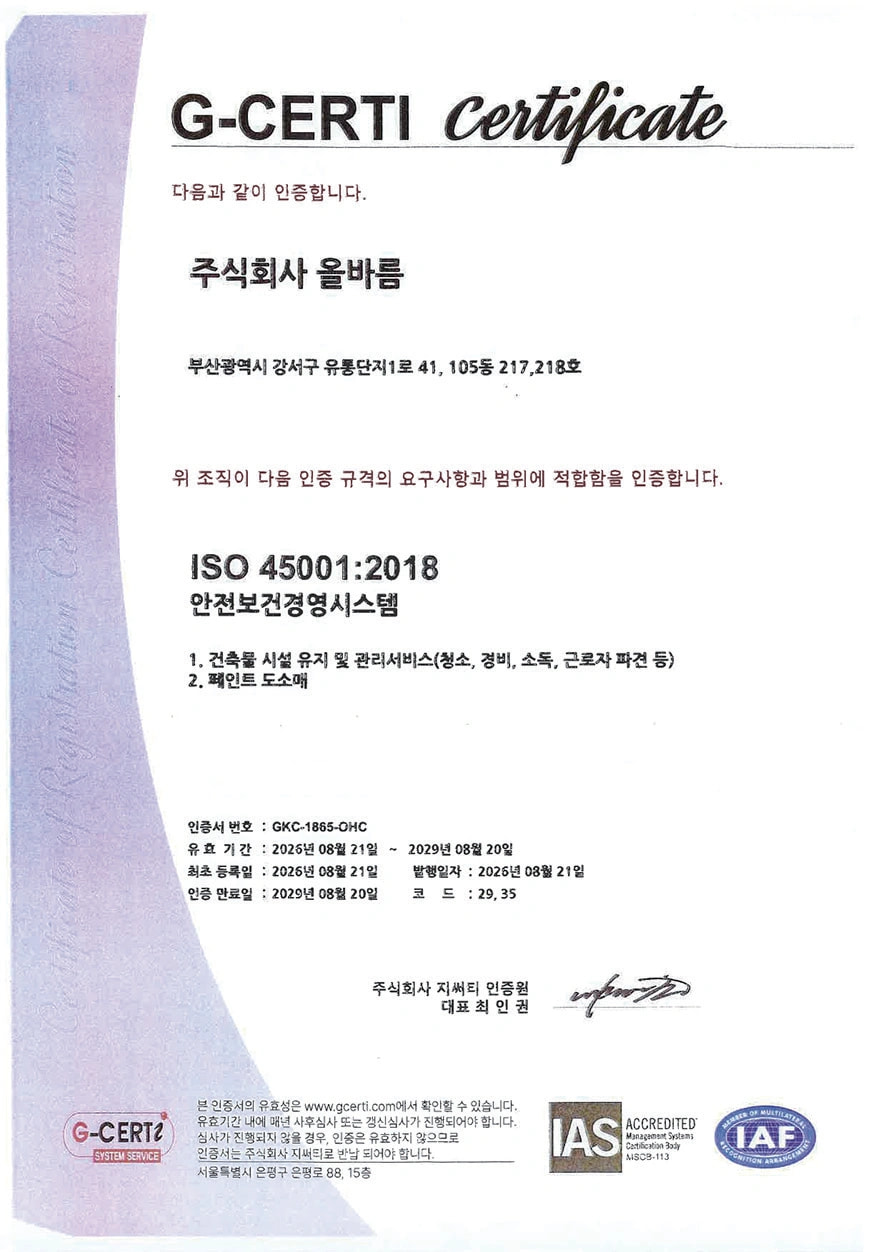 G-CERTI Certificate
다음과 같이 인증합니다.
주식회사 올바름
부산광역시 강서구 유통단지1로 41, 105동 217,218호
위 조직이 다음 인증 규격의 요구사항과 범위에 적합함을 인증합니다.
ISO 45001:2018
안전보건경영시스템
1. 건축물 시설 유지 및 관리서비스(청소, 경비, 소독, 근로자 파견 등)
2. 페인트 도소매
인증서 번호 : GKC-1865-OHC
유 효 기 간 : 2026년 08월 21일 ~ 2029년 08월 20일
최초 등록일 : 2026년 08월 21일 발행일자 : 2026년 08월 21일
인증 만료일 : 2029년 08월 20일 코 드 : 29, 35
주식회사 지써티 인증원
대표 최 인 권
본 인증서의 유효성은 www.gcerti.com에서 확인할 수 있습니다.
유효기간 내에 매년 사후심사 또는 갱신심사가 진행되어야 합니다.
심사가 진행되지 않을 경우, 인증은 유효하지 않으므로
인증서는 주식회사 지써티로 반납 되어야 합니다.
서울특별시 은평구 은평로 88, 15층
G-CERTi
SYSTEM SERVICE
IAS ACCREDITED
Management Systems
Certification Body
MSCB-113
MEMBER OF MULTILATERAL
IAF
RECOGNITION ARRANGEMENT
Certificate of Registration Certificate of Registration